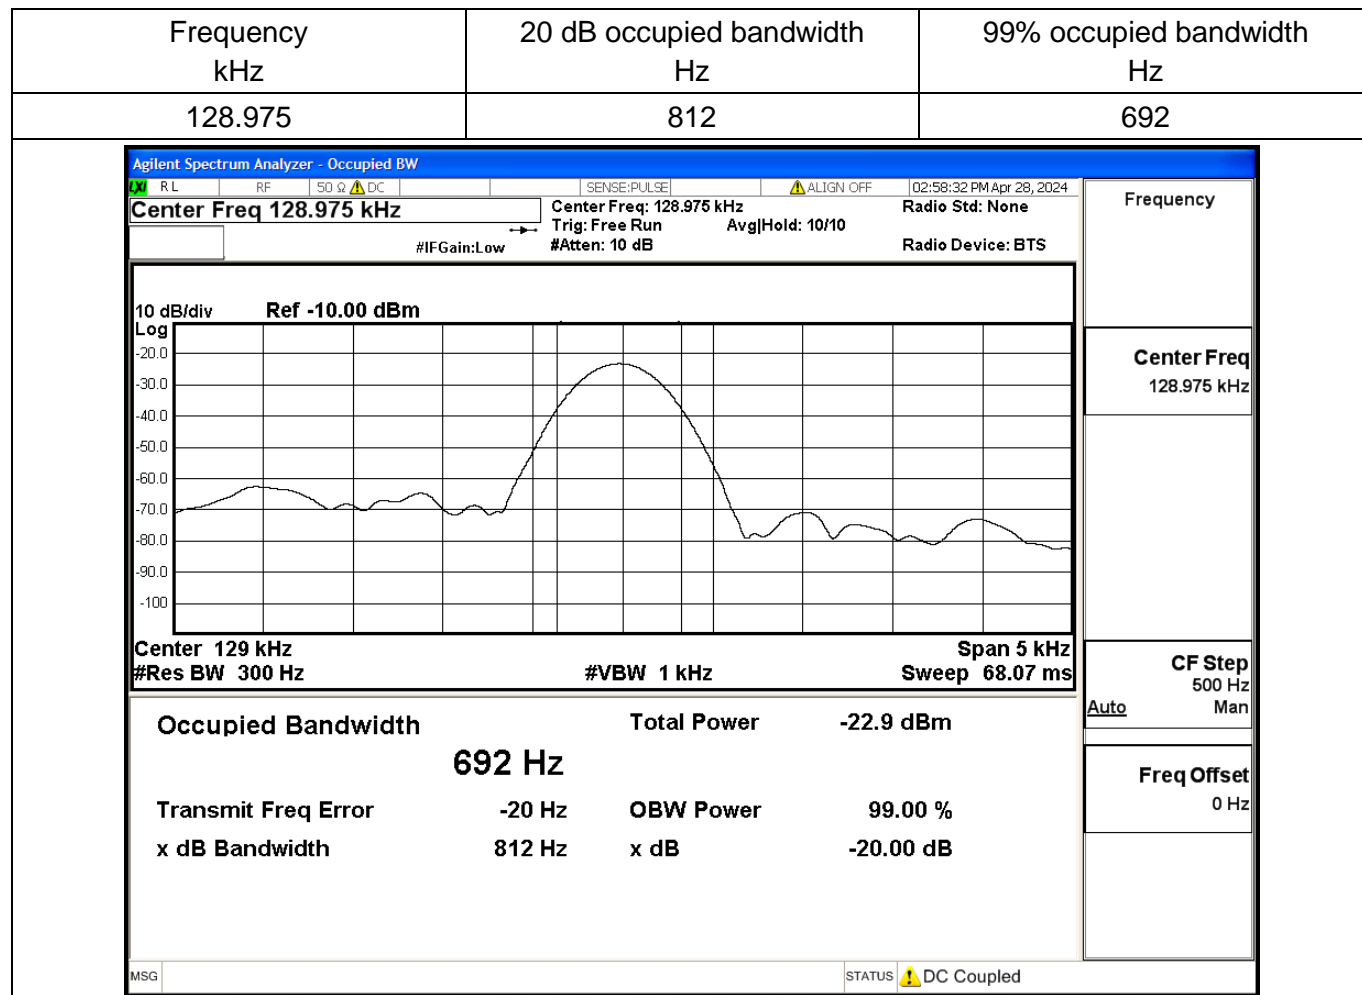 Frequency kHz 20 dB occupied bandwidth Hz 99% occupied bandwidth Hz
128.975 812 692
Agilent Spectrum Analyzer - Occupied BW
LXI RL RF 50 Ω DC SENSE:PULSE ALIGN OFF 02:58:32 PM Apr 28, 2024
Center Freq 128.975 kHz
Center Freq: 128.975 kHz Radio Std: None
Trig: Free Run Avg|Hold: 10/10
#IFGain:Low #Atten: 10 dB Radio Device: BTS
10 dB/div Ref -10.00 dBm
Log
-20.0
-30.0
-40.0
-50.0
-60.0
-70.0
-80.0
-90.0
-100
Center 129 kHz Span 5 kHz
#Res BW 300 Hz #VBW 1 kHz Sweep 68.07 ms
Occupied Bandwidth Total Power -22.9 dBm
692 Hz
Transmit Freq Error -20 Hz OBW Power 99.00 %
x dB Bandwidth 812 Hz x dB -20.00 dB
Frequency
Center Freq
128.975 kHz
CF Step
500 Hz
Auto Man
Freq Offset
0 Hz
MSG STATUS DC Coupled